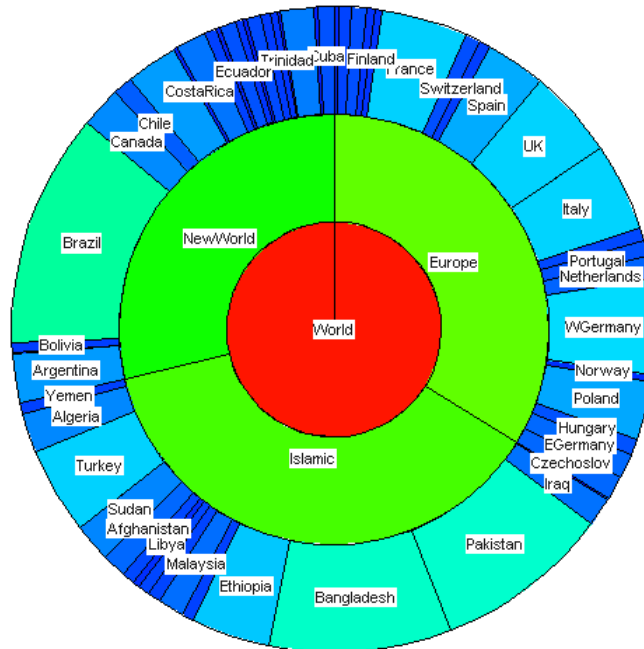 Trinidad
Cuba
Finland
France
Ecuador
CostaRica
Switzerland
Spain
Chile
Canada
UK
Italy
NewWorld
Brazil
Europe
Portugal
Netherlands
World
WGermany
Bolivia
Argentina
Norway
Yemen
Poland
Algeria
Hungary
EGermany
Turkey
Islamic
Czechoslov
Iraq
Sudan
Afghanistan
Libya
Pakistan
Malaysia
Ethiopia
Bangladesh